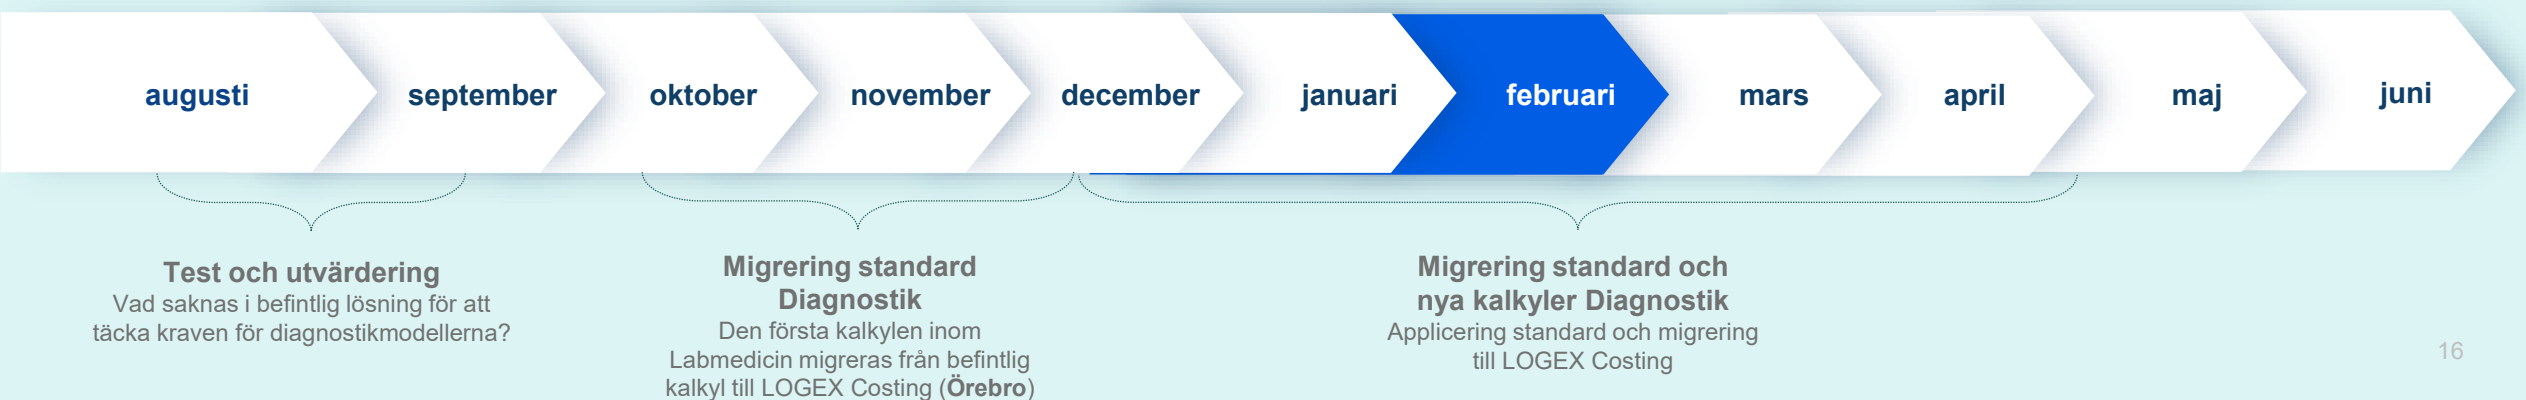 augusti
september
oktober
november
december
januari
februari
mars
april
maj
juni
Test och utvärdering
Vad saknas i befintlig lösning för att
täcka kraven för diagnostikmodellerna?
Migrering standard
Diagnostik
Den första kalkylen inom
Labmedicin migreras från befintlig
kalkyl till LOGEX Costing (Örebro)
Migrering standard och
nya kalkyler Diagnostik
Applicering standard och migrering
till LOGEX Costing
16